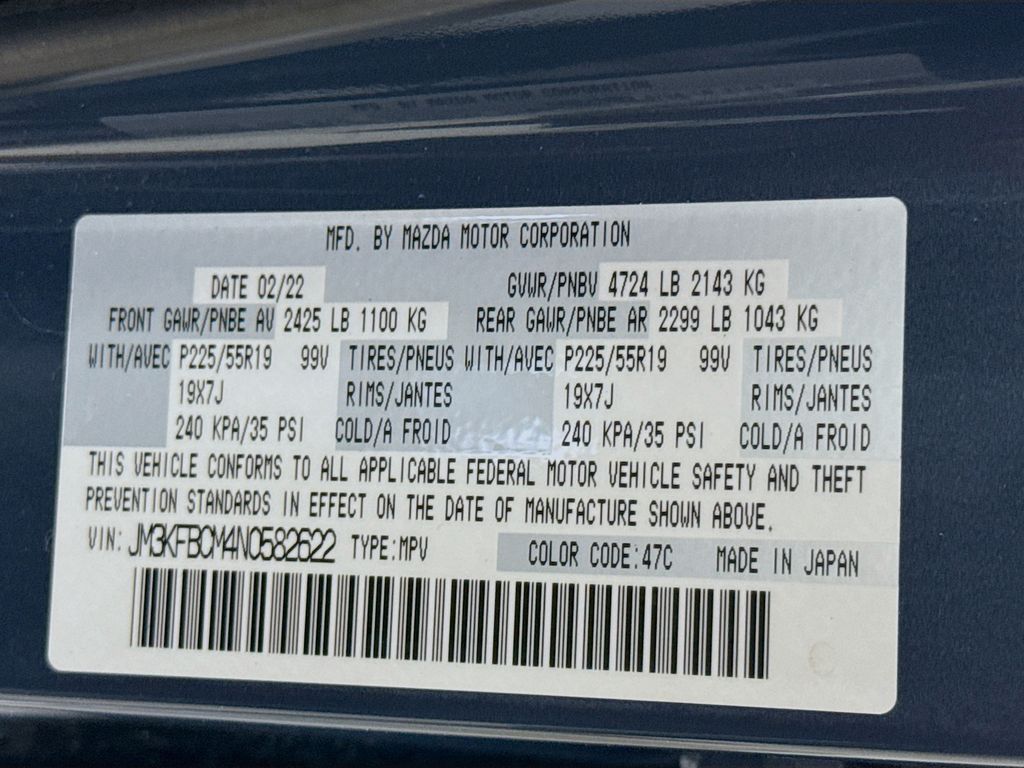 MFD. BY MAZDA MOTOR CORPORATION
DATE 02/22 GVWR/PNBV 4724 LB 2143 KG
FRONT GAWR/PNBE AV 2425 LB 1100 KG REAR GAWR/PNBE AR 2299 LB 1043 KG
WITH/AVEC P225/55R19 99V TIRES/PNEUS WITH/AVEC P225/55R19 99V TIRES/PNEUS
19X7J RIMS/JANTES 19X7J RIMS/JANTES
240 KPA/35 PSI COLD/A FROID 240 KPA/35 PSI COLD/A FROID
THIS VEHICLE CONFORMS TO ALL APPLICABLE FEDERAL MOTOR VEHICLE SAFETY AND THEFT
PREVENTION STANDARDS IN EFFECT ON THE DATE OF MANUFACTURE SHOWN ABOVE.
VIN: JM3KFBCM4N0582622 TYPE:MPV COLOR CODE:47C MADE IN JAPAN